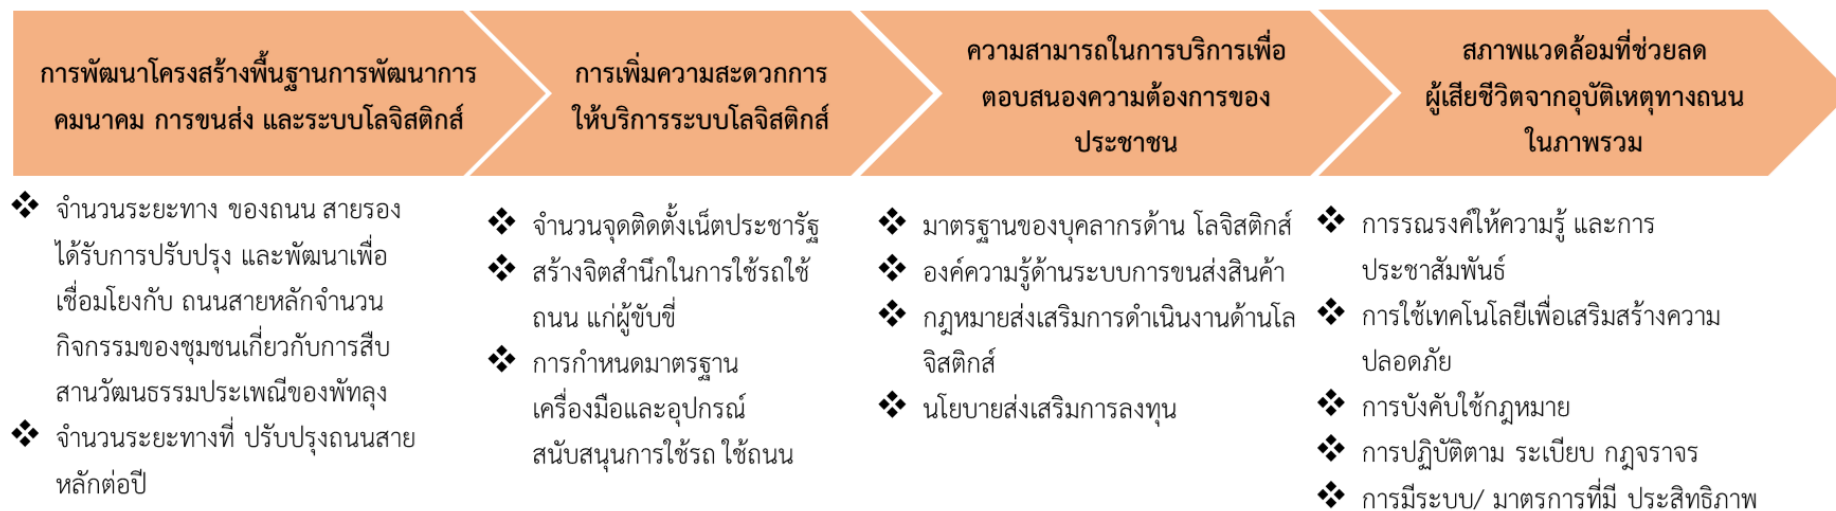 การพัฒนาโครงสร้างพื้นฐานการพัฒนาการ
คมนาคม การขนส่ง และระบบโลจิสติกส์
การเพิ่มความสะดวกการ
ให้บริการระบบโลจิสติกส์
ความสามารถในการบริการเพื่อ
ตอบสนองความต้องการของ
ประชาชน
สภาพแวดล้อมที่ช่วยลด
ผู้เสียชีวิตจากอุบัติเหตุทางถนน
ในภาพรวม
❖ จำนวนระยะทาง ของถนน สายรอง
ได้รับการปรับปรุง และพัฒนาเพื่อ
เชื่อมโยงกับ ถนนสายหลักจำนวน
กิจกรรมของชุมชนเกี่ยวกับการสืบ
สานวัฒนธรรมประเพณีของพัทลุง
❖ จำนวนระยะทางที่ ปรับปรุงถนนสาย
หลักต่อปี
❖ จำนวนจุดติดตั้งเน็ตประชารัฐ
❖ สร้างจิตสำนึกในการใช้รถใช้
ถนน แก่ผู้ขับขี่
❖ การกำหนดมาตรฐาน
เครื่องมือและอุปกรณ์
สนับสนุนการใช้รถ ใช้ถนน
❖ มาตรฐานของบุคลากรด้าน โลจิสติกส์
❖ องค์ความรู้ด้านระบบการขนส่งสินค้า
❖ กฎหมายส่งเสริมการดำเนินงานด้านโล
จิสติกส์
❖ นโยบายส่งเสริมการลงทุน
❖ การรณรงค์ให้ความรู้ และการ
ประชาสัมพันธ์
❖ การใช้เทคโนโลยีเพื่อเสริมสร้างความ
ปลอดภัย
❖ การบังคับใช้กฎหมาย
❖ การปฏิบัติตาม ระเบียบ กฎจราจร
❖ การมีระบบ/ มาตรการที่มี ประสิทธิภาพ